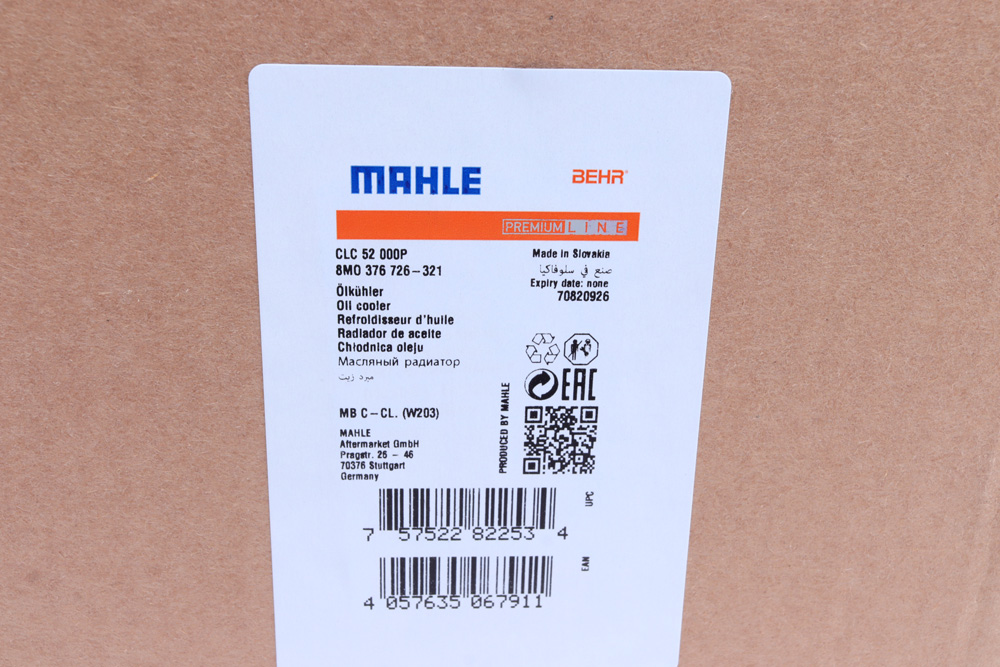 MAHLE
BEHR®
PREMIUM LINE
CLC 52 000P
8MO 376 726-321
Ölkühler
Oil cooler
Refroidisseur d'huile
Radiador de aceite
Chłodnica oleju
Масляный радиатор
مبرد زيت
Made in Slovakia
صنع في سلوفاكيا
Expiry date: none
70820926
EAC
PRODUCED BY MAHLE
MB C-CL. (W203)
MAHLE
Aftermarket GmbH
Pragstr. 26 - 46
70376 Stuttgart
Germany
UPC
7 57522 82253 4
EAN
4 057635 067911